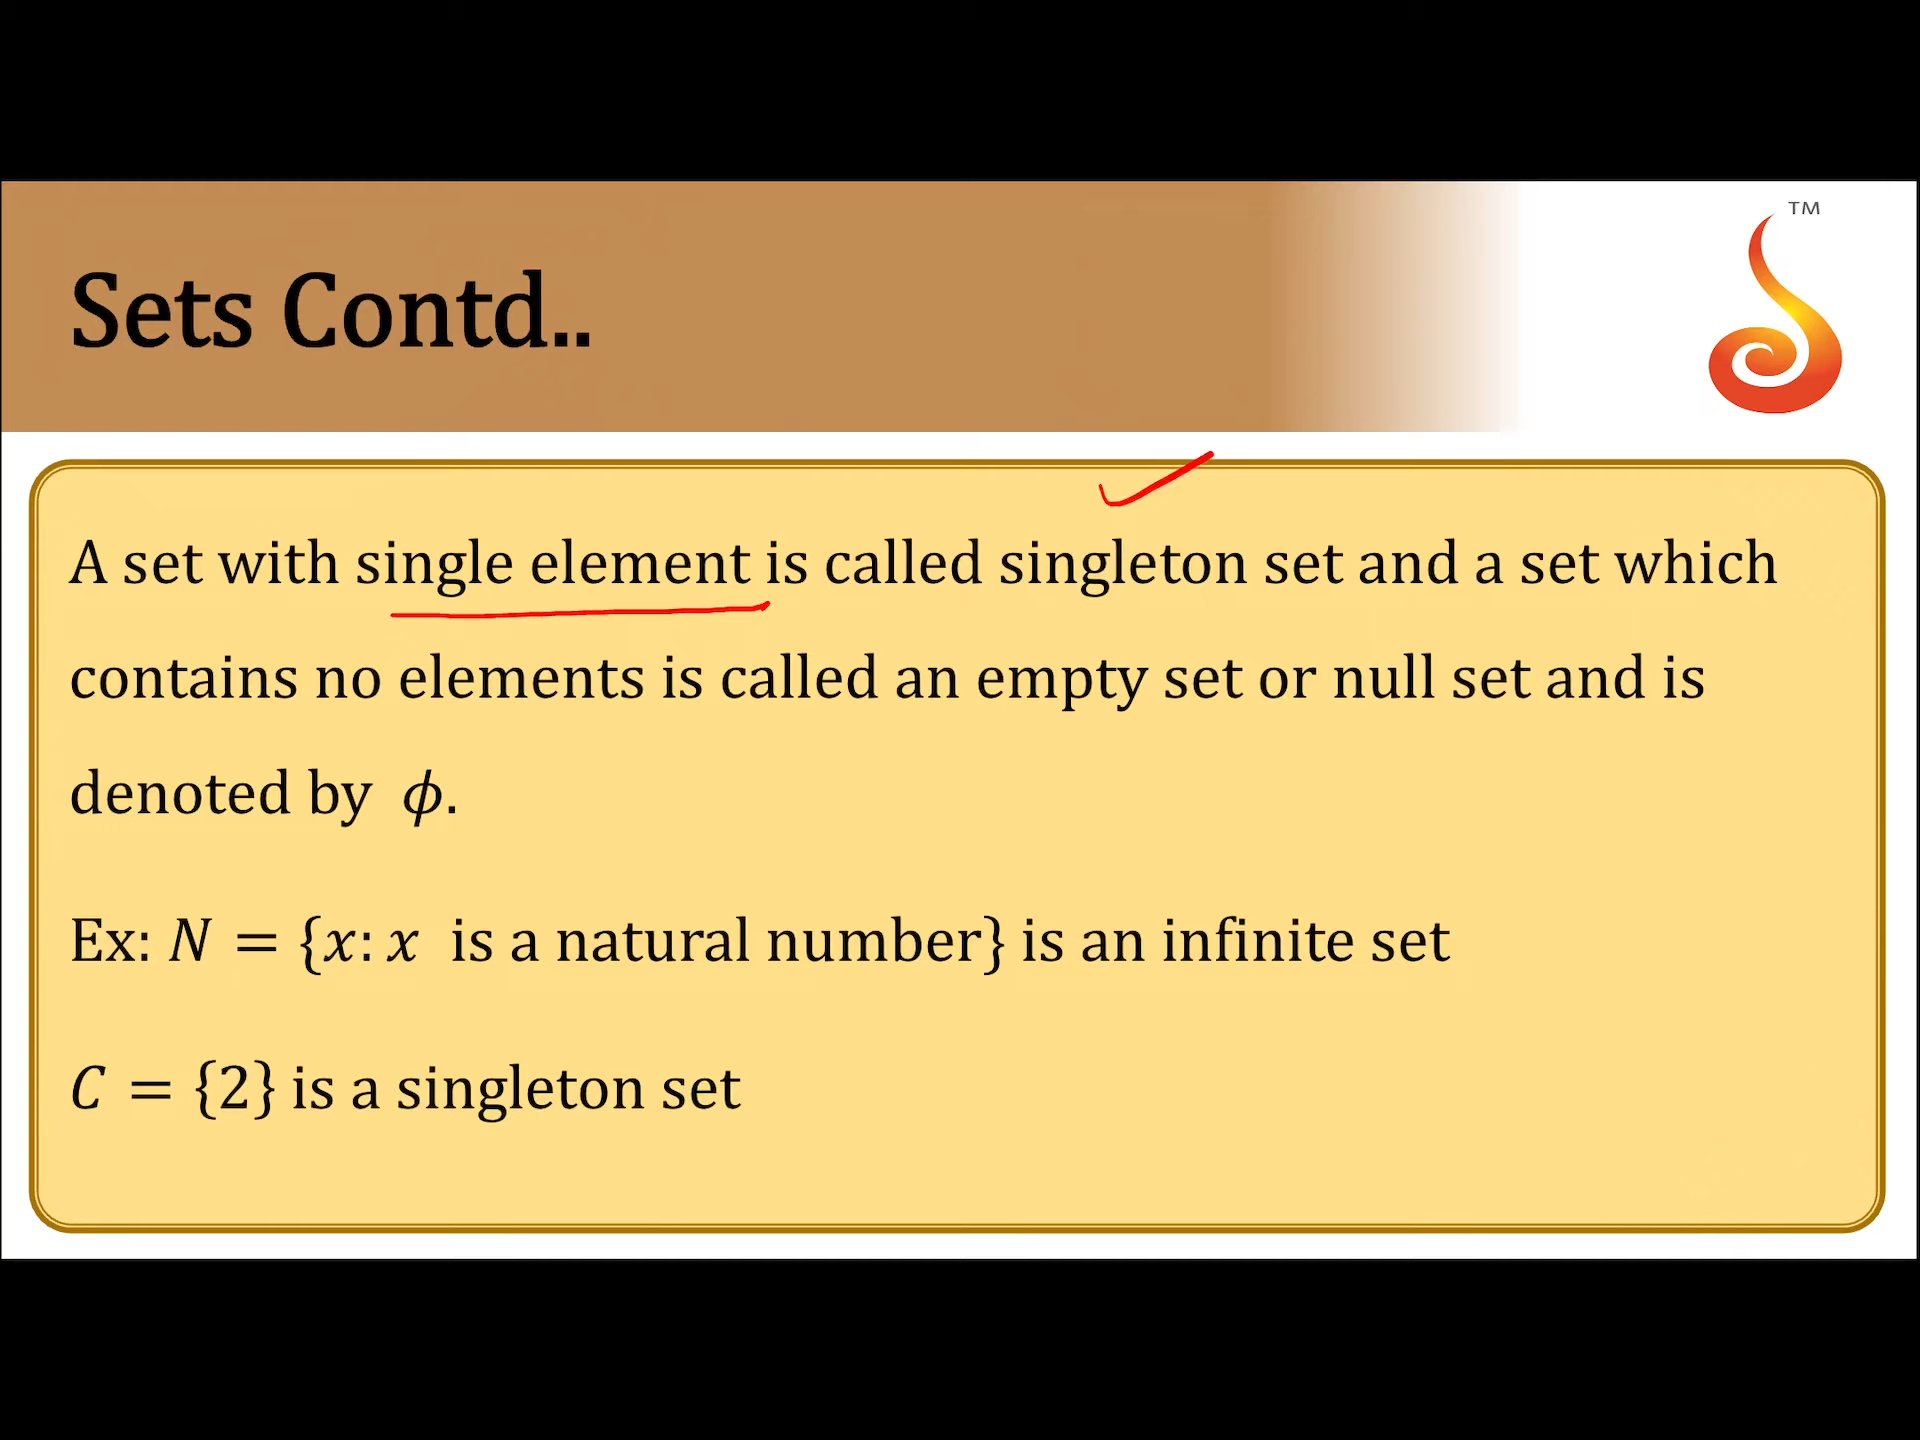 TM
Sets Contd..
A set with single element is called singleton set and a set which
contains no elements is called an empty set or null set and is
denoted by ϕ.
Ex: N = {x: x is a natural number} is an infinite set
C = {2} is a singleton set